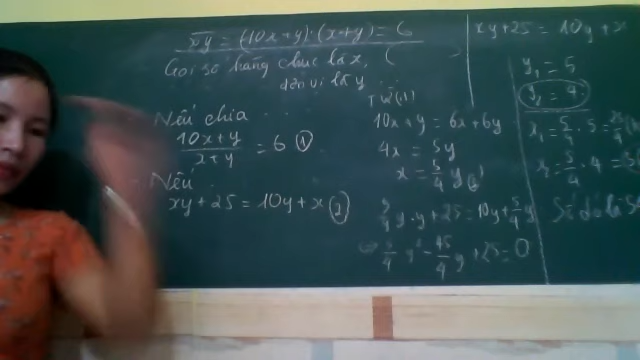 xy = (10x+y):(x+y) = 6
Gọi số hàng chục là x, (
đơn vị là y
Nếu chia
10x+y / x+y = 6 (1)
Nếu
xy+25 = 10y+x (2)
Từ (1)
10x+y = 6x+6y
4x = 5y
x = 5/4 y
5/4 y.y+25 = 10y+5/4 y
5/4 y² - 45/4 y + 25 = 0
xy+25 = 10y+x
y₁ = 5
y₂ = 4
x₁ = 5/4 . 5 = 25/4
x₂ = 5/4 . 4 =
Số đó là 54